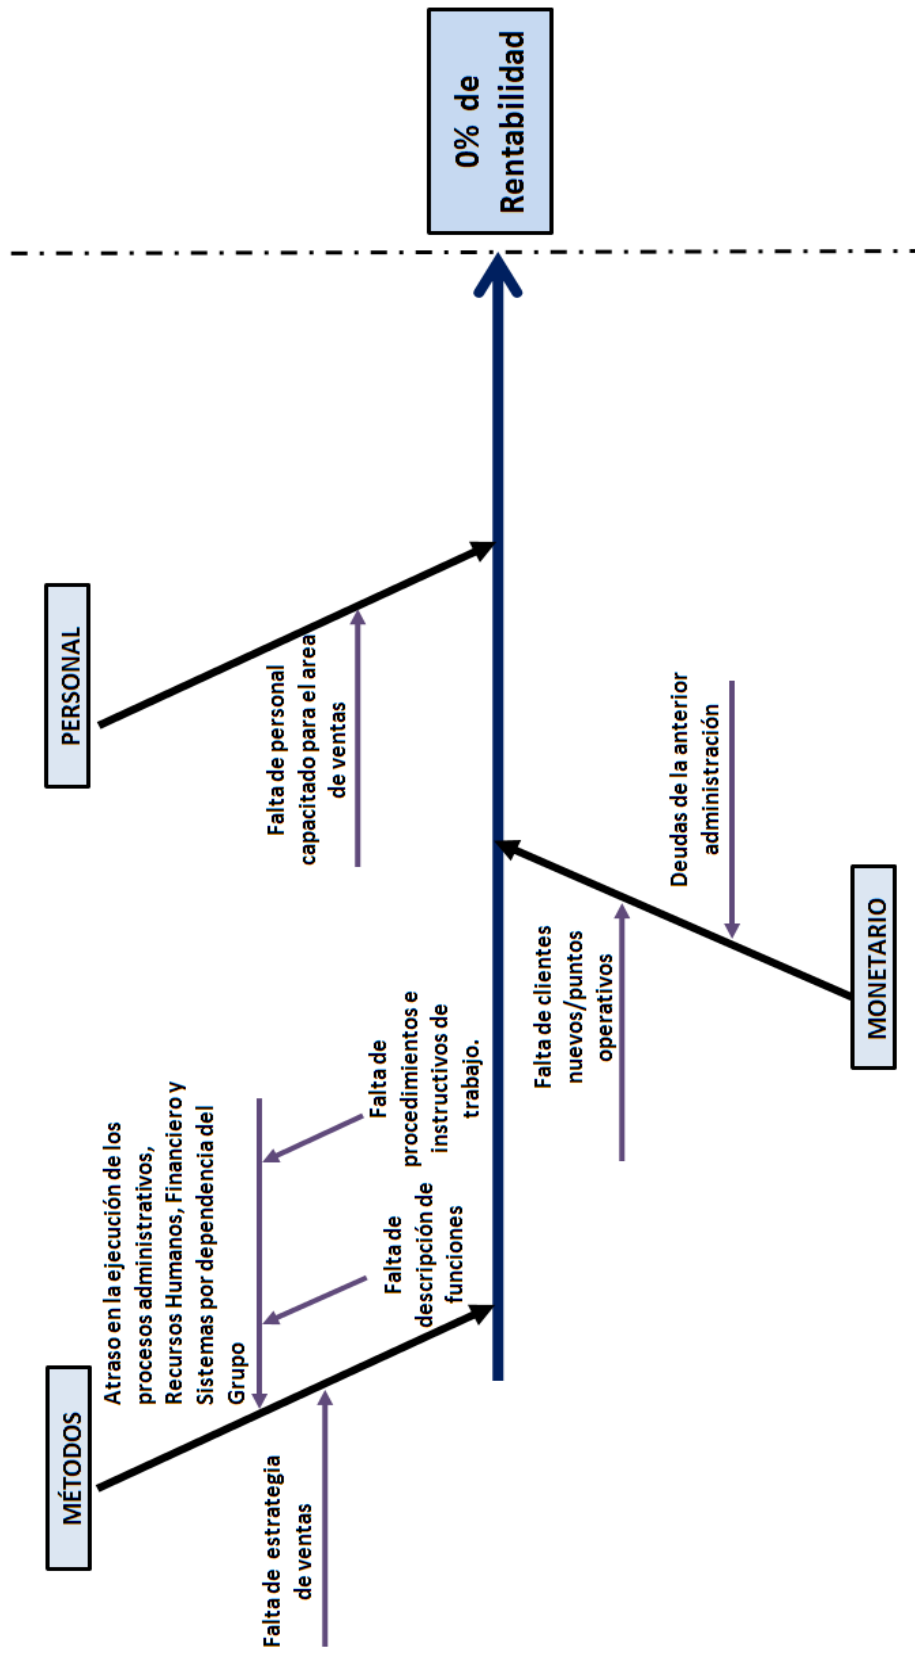 MÉTODOS
Atraso en la ejecución de los
procesos administrativos,
Recursos Humanos, Financiero y
Sistemas por dependencia del
Grupo
Falta de estrategia
de ventas
Falta de
descripción de
funciones
Falta de
procedimientos e
instructivos de
trabajo.
PERSONAL
Falta de personal
capacitado para el area
de ventas
0% de
Rentabilidad
Falta de clientes
nuevos/puntos
operativos
Deudas de la anterior
administración
MONETARIO